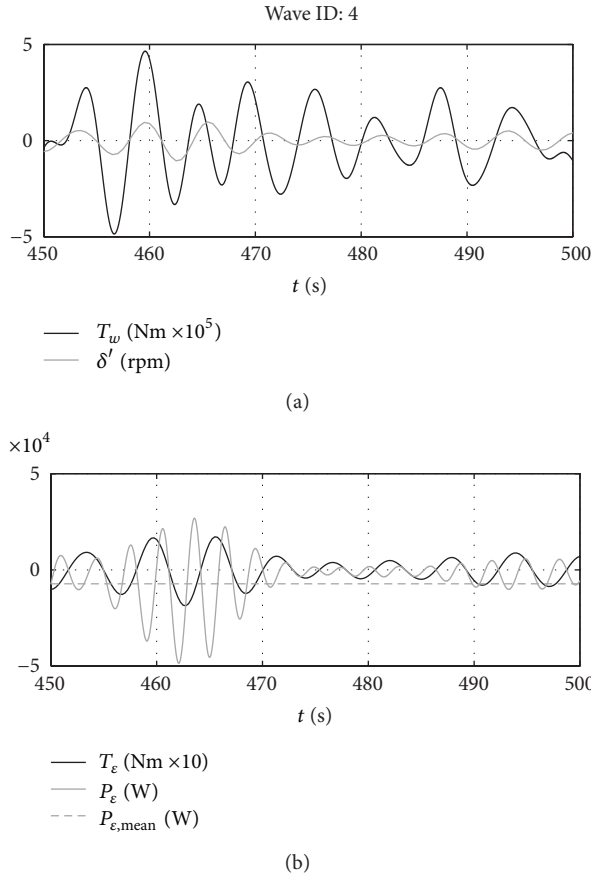 Wave ID: 4
5
0
−5
450 460 470 480 490 500
t (s)
T_w (Nm ×10^5)
δ′ (rpm)
(a)
×10^4
5
0
−5
450 460 470 480 490 500
t (s)
T_ε (Nm ×10)
P_ε (W)
P_ε,mean (W)
(b)